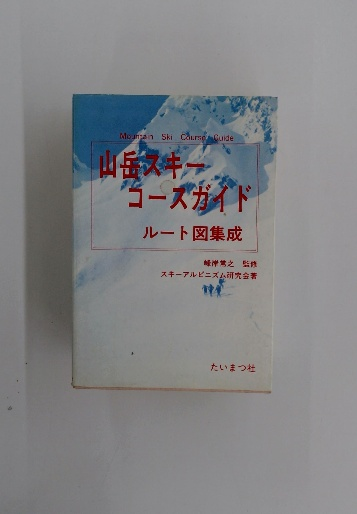 Mountain Ski Course Guide
山岳スキー
コースガイド
ルート図集成
監修
スキーアルピニズム研究会著
たいまつ社